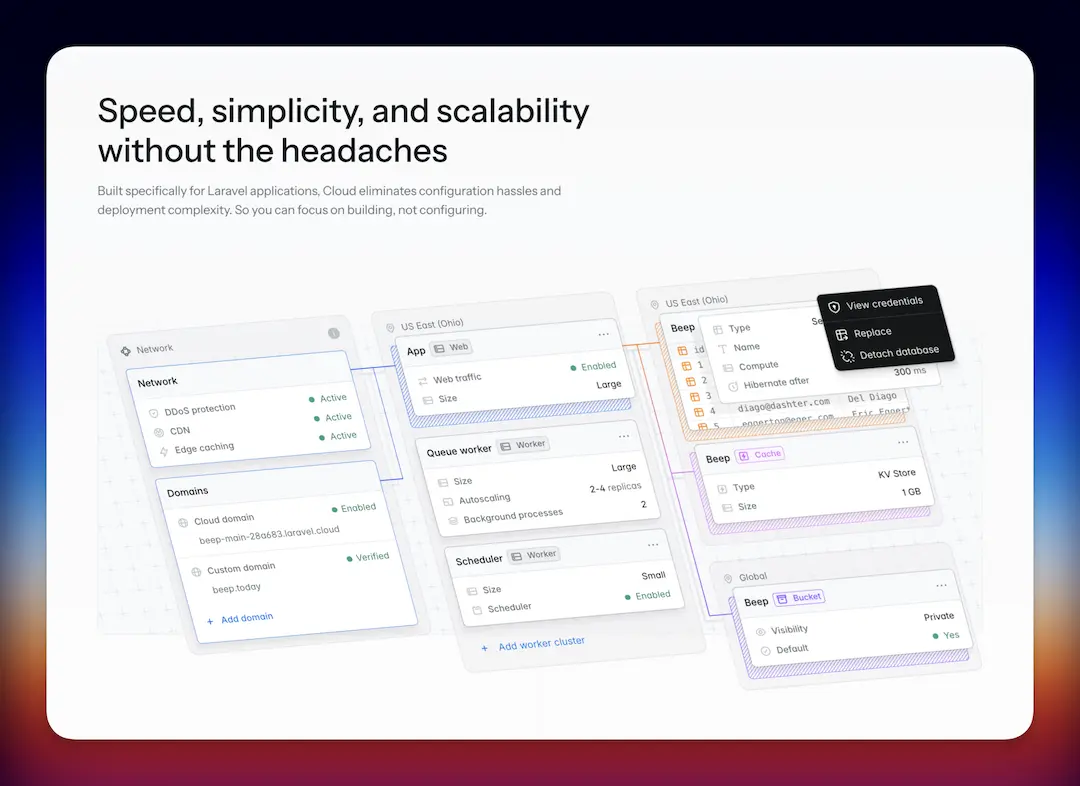 Speed, simplicity, and scalability
without the headaches
Built specifically for Laravel applications, Cloud eliminates configuration hassles and
deployment complexity. So you can focus on building, not configuring.
Network
Network
DDoS protection Active
CDN Active
Edge caching Active
Domains
Cloud domain Enabled
beep-main-28a683.laravel.cloud
Custom domain Verified
beep.today
+ Add domain
US East (Ohio)
App Web
Web traffic Enabled
Size Large
Queue worker Worker
Size Large
Autoscaling 2-4 replicas
Background processes 2
Scheduler Worker
Size Small
Scheduler Enabled
+ Add worker cluster
US East (Ohio)
Beep
id
1
2
3
4 diago@dashter.com Del Diago
5
Type
Name
Compute
Hibernate after 300 ms
View credentials
Replace
Detach database
Beep Cache
Type KV Store
Size 1 GB
Global
Beep Bucket
Visibility Private
Default Yes